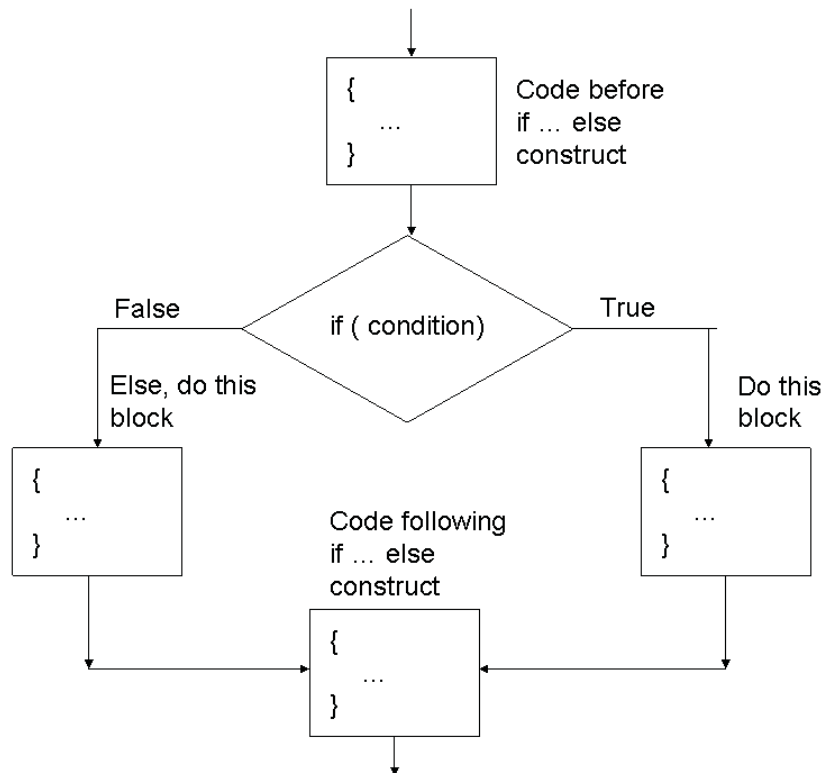 {
...
}
Code before
if ... else
construct
if ( condition)
False
True
Else, do this
block
Do this
block
{
...
}
{
...
}
Code following
if ... else
construct
{
...
}